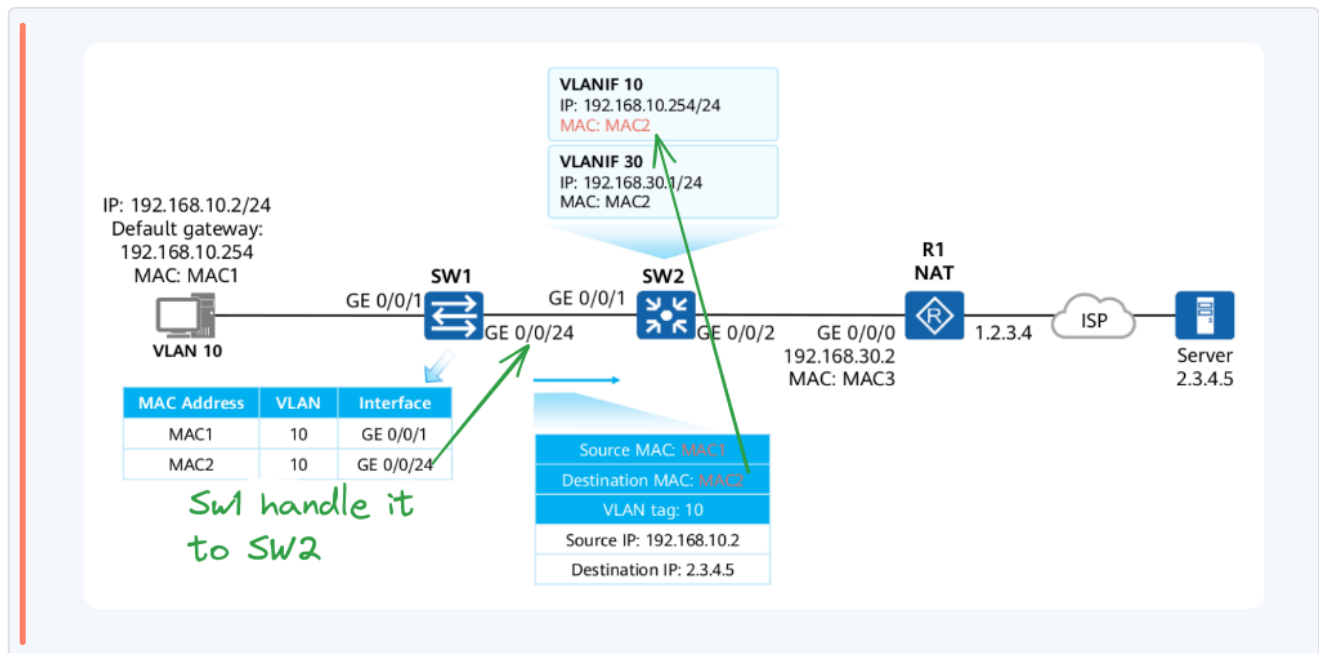 VLANIF 10
IP: 192.168.10.254/24
MAC: MAC2
VLANIF 30
IP: 192.168.30.1/24
MAC: MAC2
IP: 192.168.10.2/24
Default gateway:
192.168.10.254
MAC: MAC1
VLAN 10
SW1
GE 0/0/1
GE 0/0/24
SW2
GE 0/0/1
GE 0/0/2
R1
NAT
GE 0/0/0
192.168.30.2
MAC: MAC3
1.2.3.4
ISP
Server
2.3.4.5
MAC Address VLAN Interface
MAC1 10 GE 0/0/1
MAC2 10 GE 0/0/24
Source MAC: MAC1
Destination MAC: MAC2
VLAN tag: 10
Source IP: 192.168.10.2
Destination IP: 2.3.4.5
Sw1 handle it
to SW2